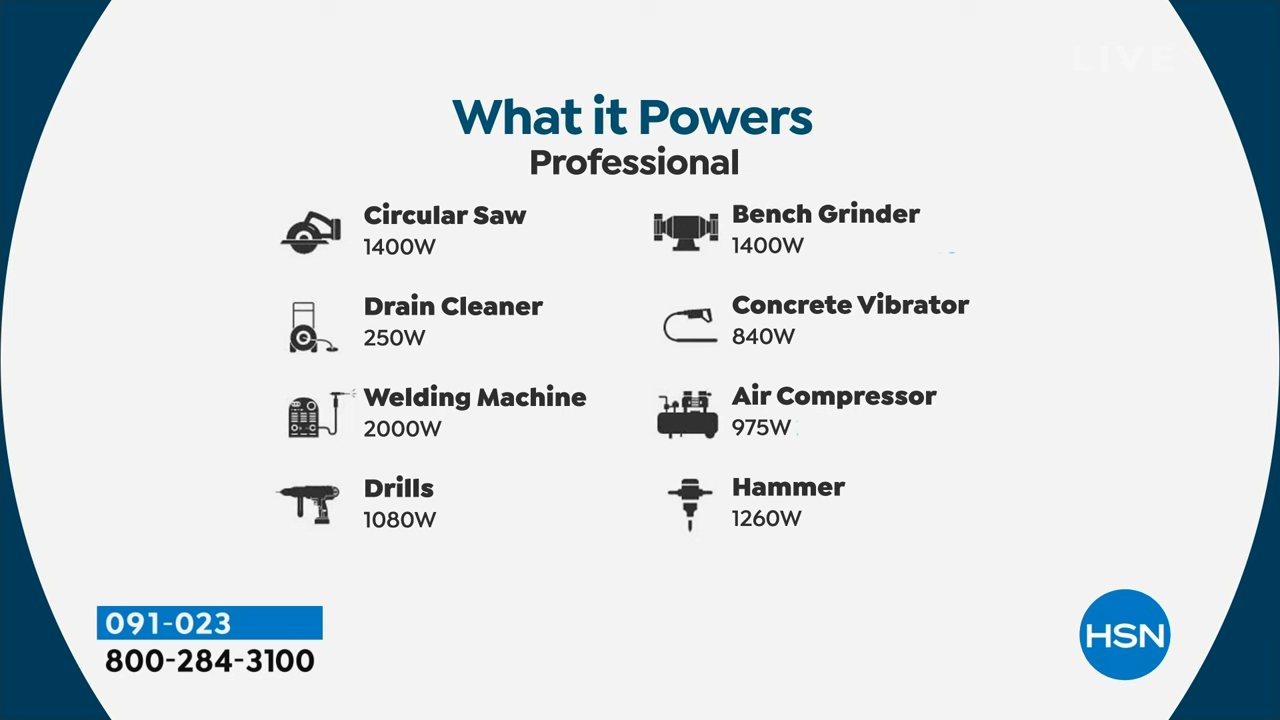 LIVE
What it Powers
Professional
Circular Saw
1400W
Bench Grinder
1400W
Drain Cleaner
250W
Concrete Vibrator
840W
Welding Machine
2000W
Air Compressor
975W
Drills
1080W
Hammer
1260W
091-023
800-284-3100
HSN